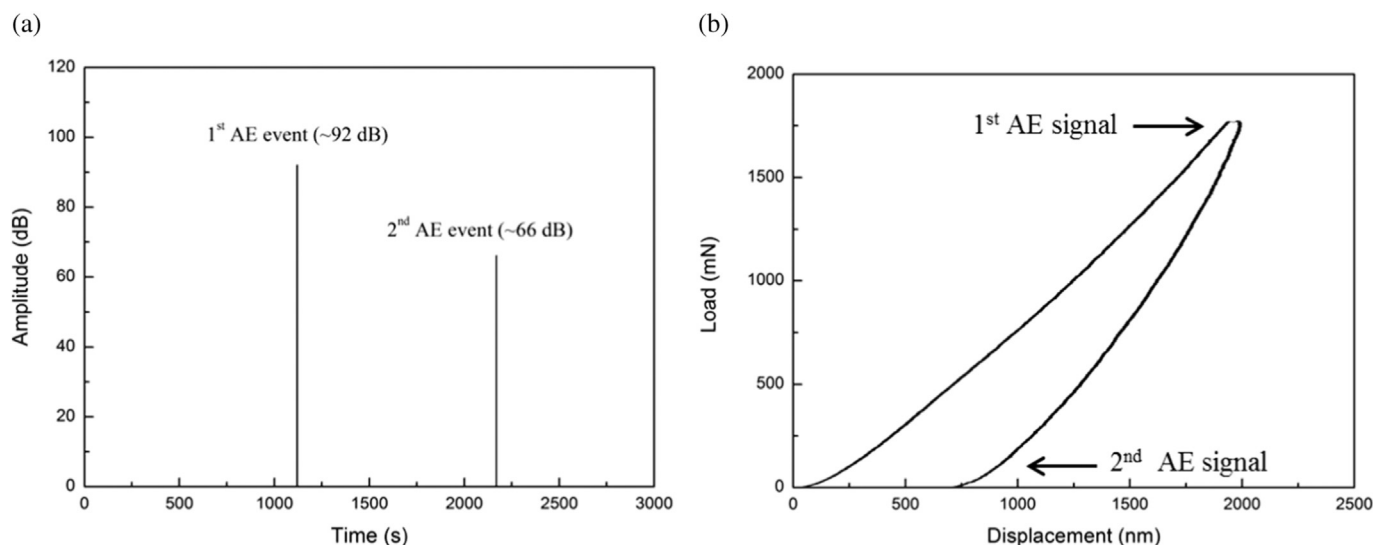 (a)
120
100
80
60
40
20
0
Amplitude (dB)
1st AE event (~92 dB)
2nd AE event (~66 dB)
0 500 1000 1500 2000 2500 3000
Time (s)
(b)
2000
1500
1000
500
0
Load (mN)
1st AE signal
2nd AE signal
0 500 1000 1500 2000 2500
Displacement (nm)